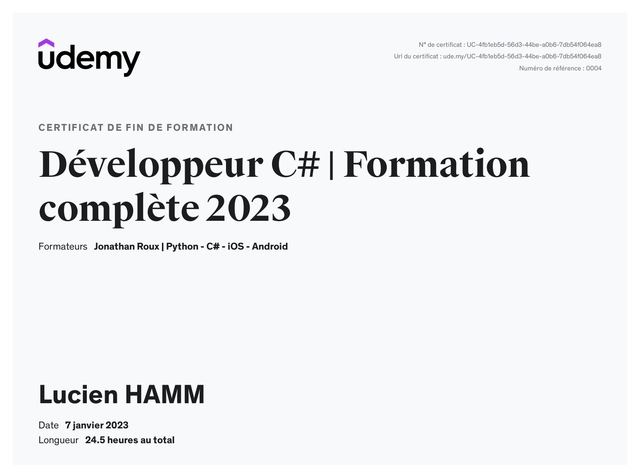 udemy
N° de certificat : UC-4fb1eb5d-56d3-44be-a0b6-7db54f064ea8
Url du certificat : ude.my/UC-4fb1eb5d-56d3-44be-a0b6-7db54f064ea8
Numéro de référence : 0004
CERTIFICAT DE FIN DE FORMATION
Développeur C# | Formation
complète 2023
Formateurs Jonathan Roux | Python - C# - iOS - Android
Lucien HAMM
Date 7 janvier 2023
Longueur 24.5 heures au total